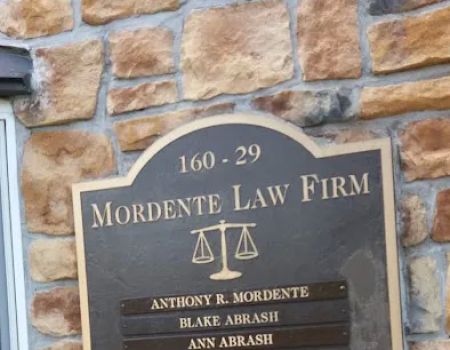 160 - 29
MORDENTE LAW FIRM
ANTHONY R. MORDENTE
BLAKE ABRASH
ANN ABRASH